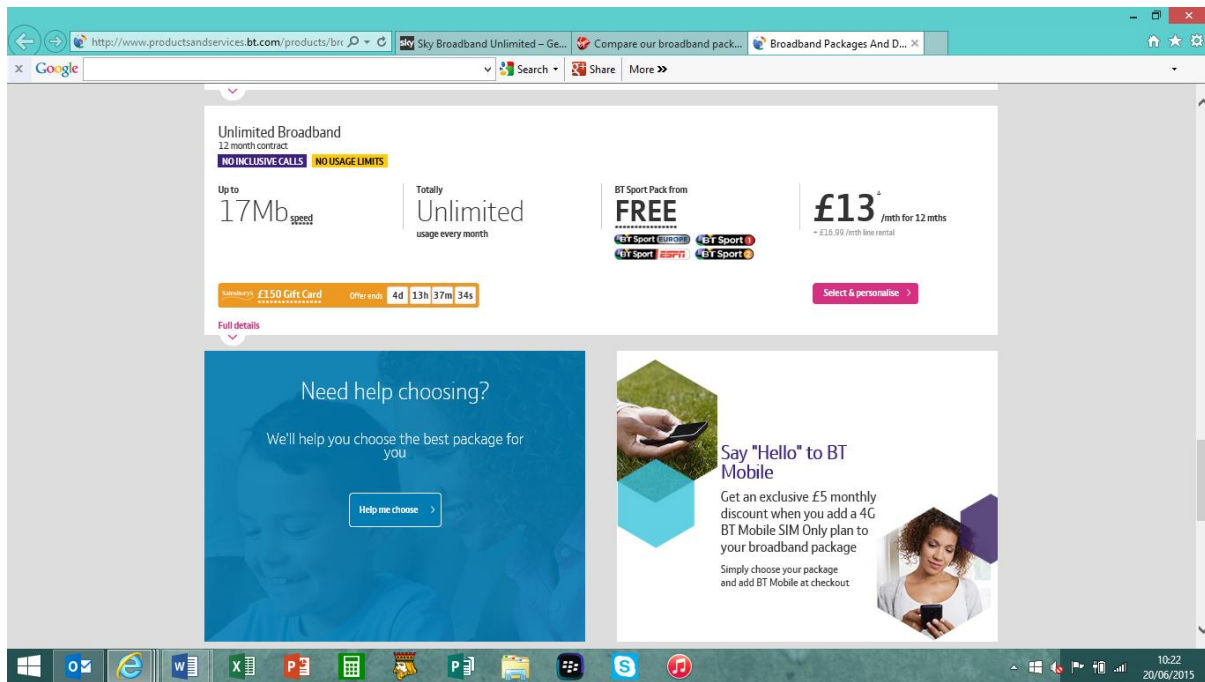 http://www.productsandservices.bt.com/products/bro
sky Sky Broadband Unlimited – Ge...
Compare our broadband pack...
Broadband Packages And D...
x Google
Search
Share
More »
Unlimited Broadband
12 month contract
NO INCLUSIVE CALLS NO USAGE LIMITS
Up to
17Mb speed
Totally
Unlimited
usage every month
BT Sport Pack from
FREE
BT Sport EUROPE BT Sport 1
BT Sport ESPN BT Sport 2
£13 /mth for 12 mths
+ £16.99 /mth line rental
Sainsbury's £150 Gift Card Offer ends 4d 13h 37m 34s
Select & personalise
Full details
Need help choosing?
We'll help you choose the best package for
you
Help me choose
Say "Hello" to BT
Mobile
Get an exclusive £5 monthly
discount when you add a 4G
BT Mobile SIM Only plan to
your broadband package
Simply choose your package
and add BT Mobile at checkout
10:22
20/06/2015